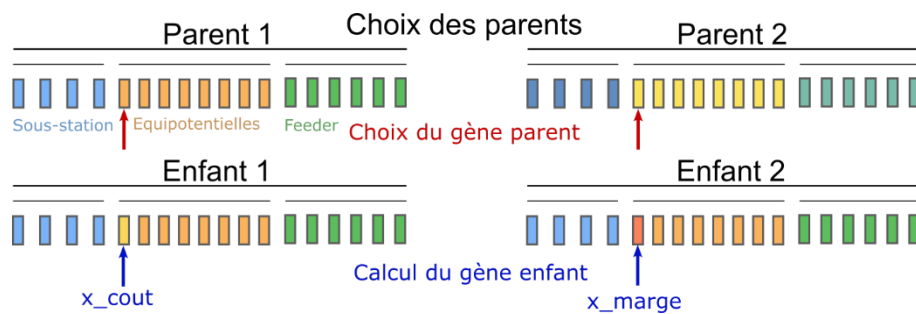 Choix des parents
Parent 1
Parent 2
Sous-station
Equipotentielles
Feeder
Choix du gène parent
Enfant 1
Enfant 2
Calcul du gène enfant
x_cout
x_marge